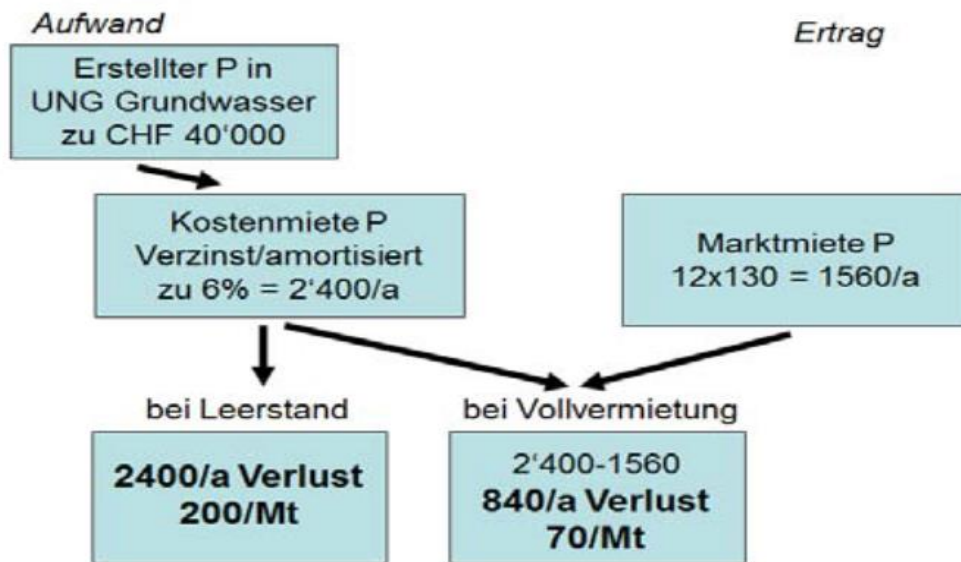 Aufwand
Ertrag
Erstellter P in
UNG Grundwasser
zu CHF 40‘000
Kostenmiete P
Verzinst/amortisiert
zu 6% = 2‘400/a
Marktmiete P
12x130 = 1560/a
bei Leerstand
2400/a Verlust
200/Mt
bei Vollvermietung
2‘400-1560
840/a Verlust
70/Mt